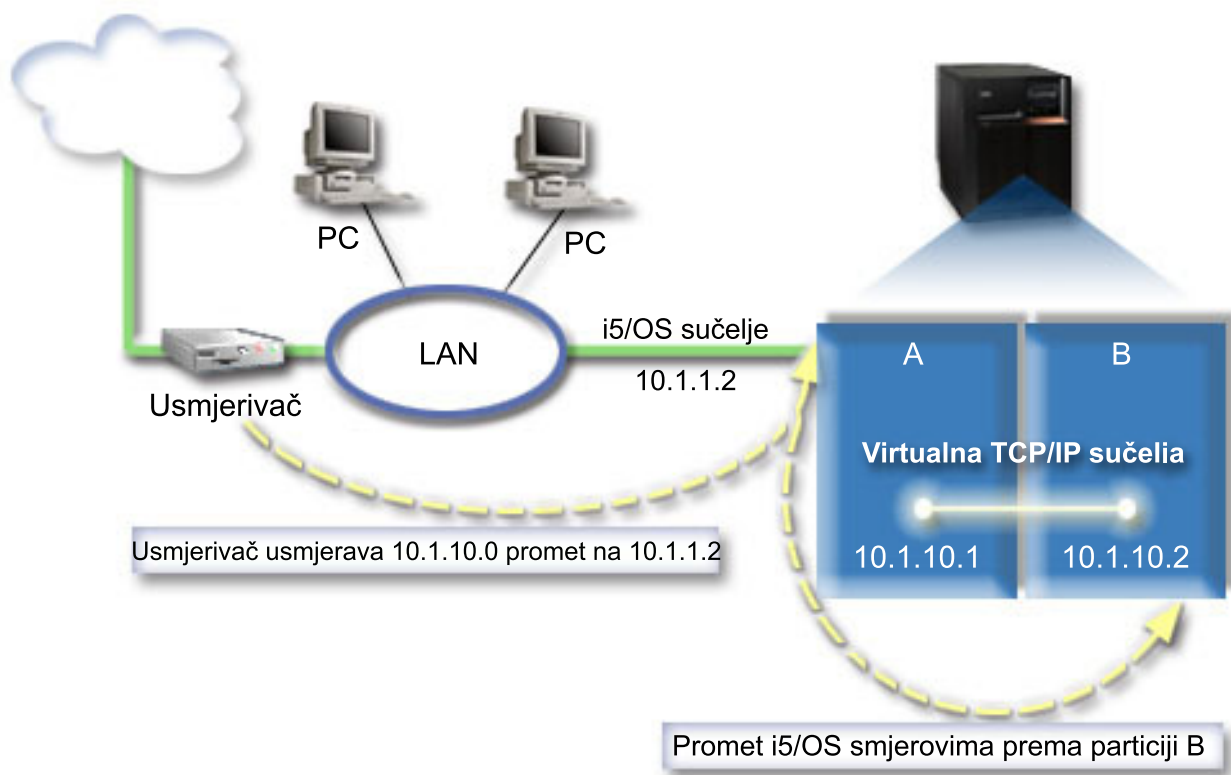 PC
PC
LAN
Usmjerivač
i5/OS sučelje
10.1.1.2
A
B
Virtualna TCP/IP sučelia
10.1.10.1
10.1.10.2
Usmjerivač usmjerava 10.1.10.0 promet na 10.1.1.2
Promet i5/OS smjerovima prema particiji B